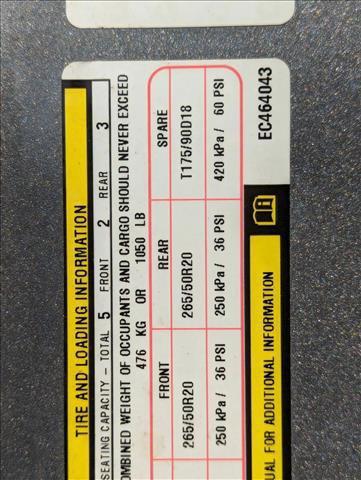 TIRE AND LOADING INFORMATION
SEATING CAPACITY - TOTAL 5 FRONT 2 REAR 3
OMBINED WEIGHT OF OCCUPANTS AND CARGO SHOULD NEVER EXCEED
476 KG OR 1050 LB
FRONT REAR SPARE
265/50R20 265/50R20 T175/90D18
250 kPa / 36 PSI 250 kPa / 36 PSI 420 kPa / 60 PSI
UAL FOR ADDITIONAL INFORMATION EC464043